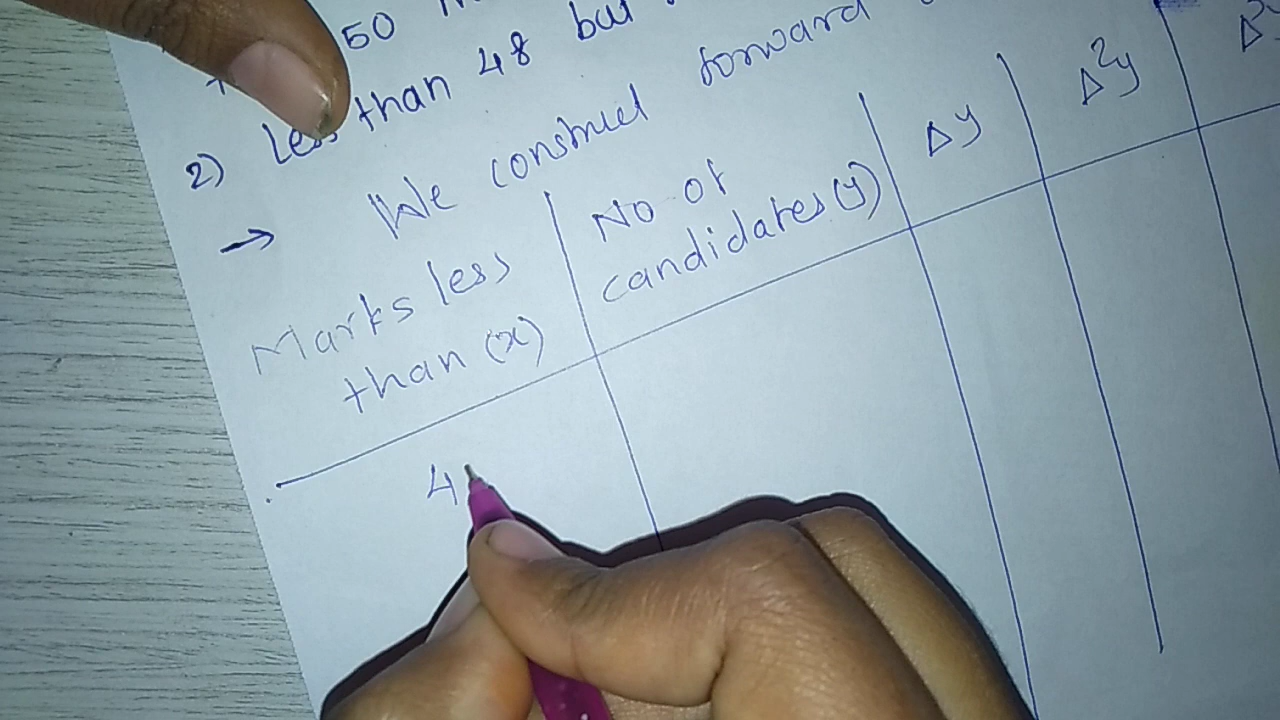 50
2) Less than 48 but
→ We construct forward
Marks less than (x)
No of candidates (y)
Δy
Δ²y
4